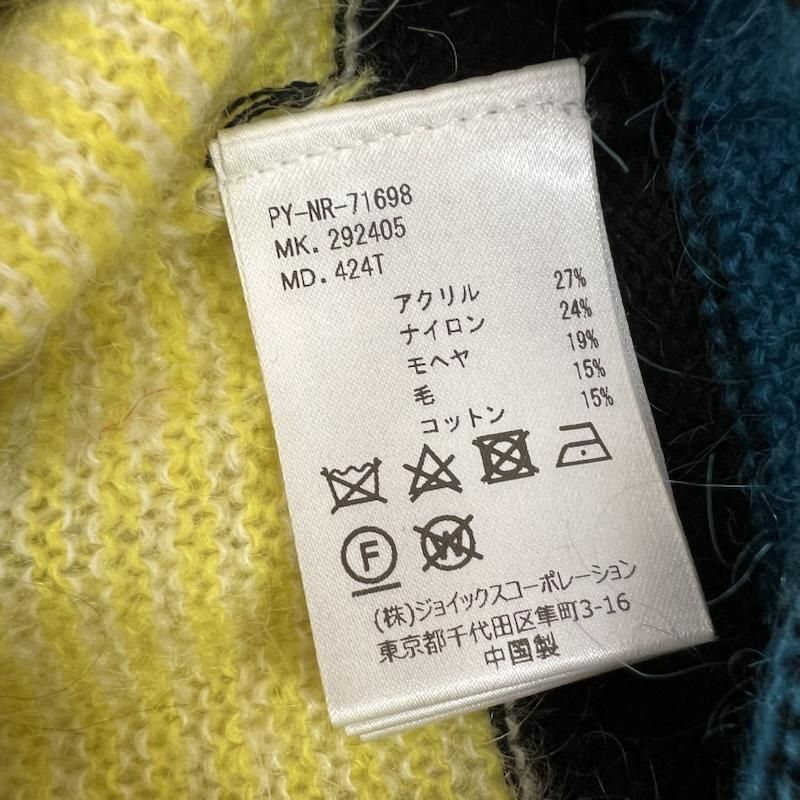 PY-NR-71698
MK. 292405
MD. 424T
アクリル 27%
ナイロン 24%
モヘヤ 19%
毛 15%
コットン 15%
F W
(株)ジョイックスコーポレーション
東京都千代田区隼町3-16
中国製